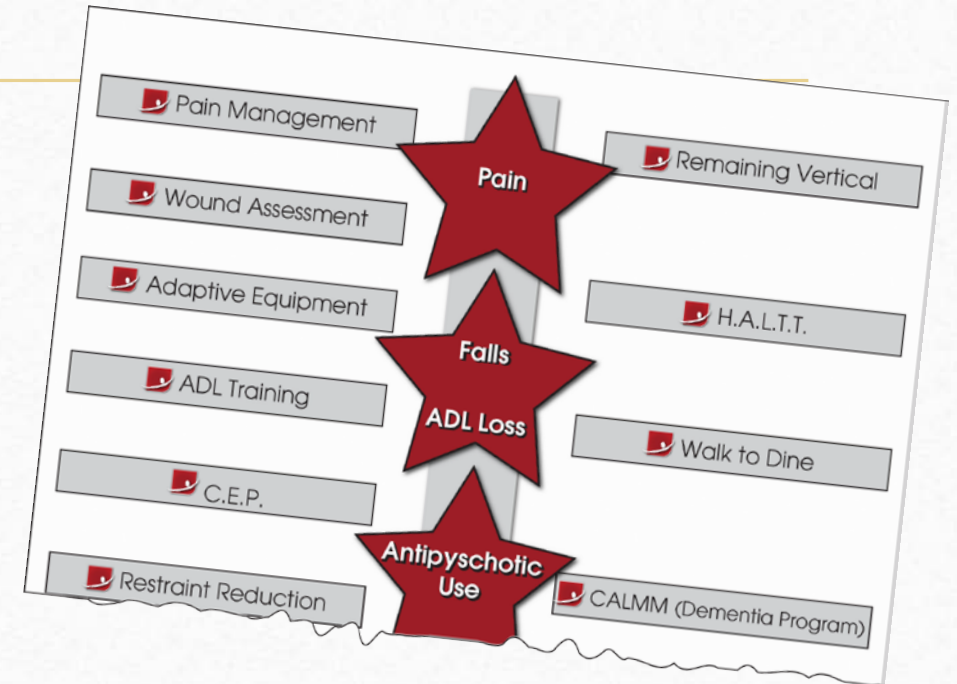 Pain Management
Wound Assessment
Adaptive Equipment
ADL Training
C.E.P.
Restraint Reduction
Pain
Falls
ADL Loss
Antipyschotic
Use
Remaining Vertical
H.A.L.T.T.
Walk to Dine
CALMM (Dementia Program)